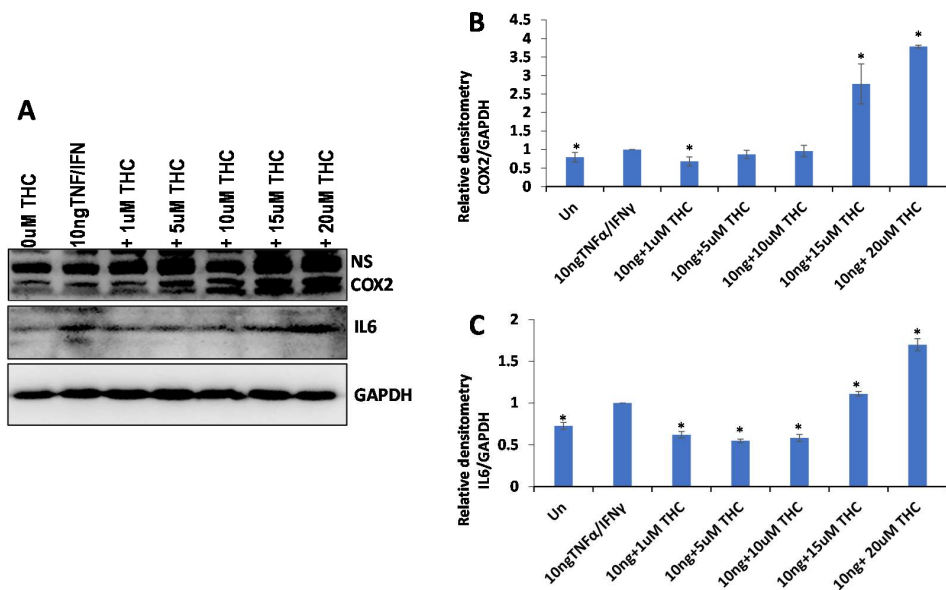 A
0uM THC
10ngTNF/IFN
+ 1uM THC
+ 5uM THC
+ 10uM THC
+ 15uM THC
+ 20uM THC
NS
COX2
IL6
GAPDH
B
Relative densitometry
COX2/GAPDH
4.5
4
3.5
3
2.5
2
1.5
1
0.5
0
*
*
*
*
Un
10ngTNFα/IFNγ
10ng+1uM THC
10ng+5uM THC
10ng+10uM THC
10ng+15uM THC
10ng+ 20uM THC
C
Relative densitometry
IL6/GAPDH
2
1.5
1
0.5
0
*
*
*
*
*
*
Un
10ngTNFα/IFNγ
10ng+1uM THC
10ng+5uM THC
10ng+10uM THC
10ng+15uM THC
10ng+ 20uM THC